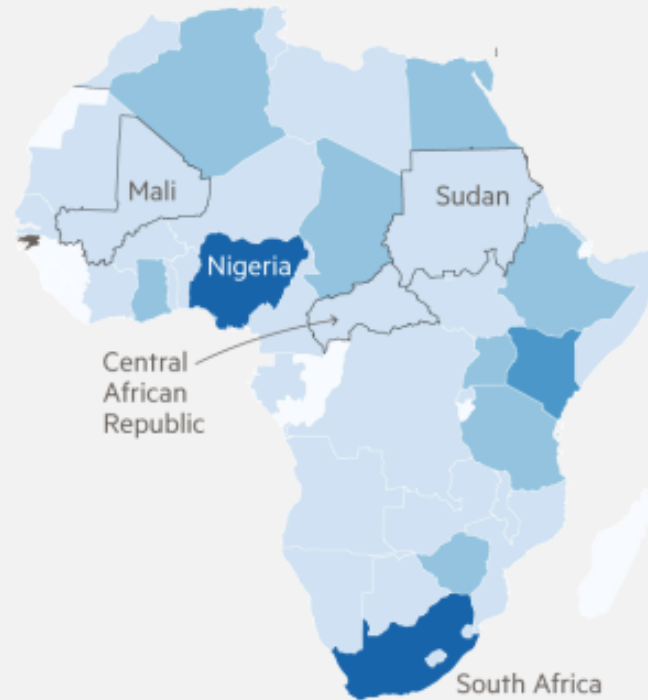 Mali
Sudan
Nigeria
Central
African
Republic
South Africa